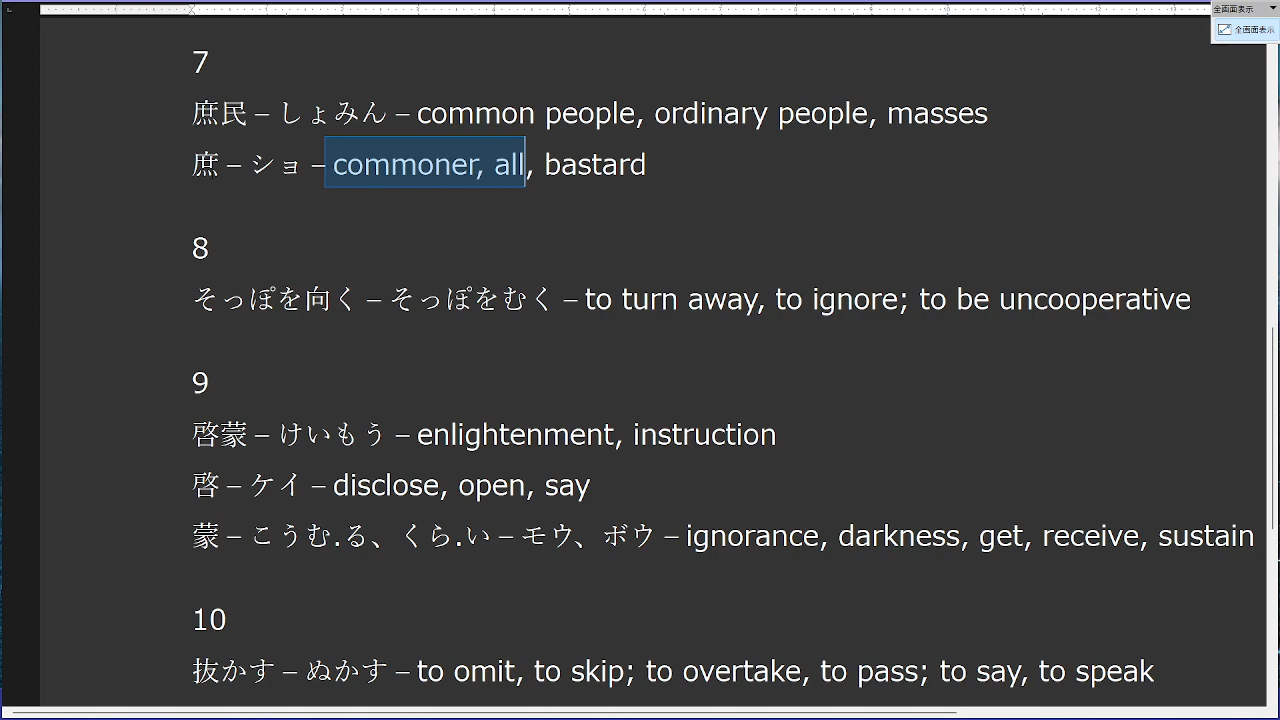 全画面表示
全画面表示
7
庶民 – しょみん – common people, ordinary people, masses
庶 – ショ – commoner, all, bastard
8
そっぽを向く – そっぽをむく – to turn away, to ignore; to be uncooperative
9
啓蒙 – けいもう – enlightenment, instruction
啓 – ケイ – disclose, open, say
蒙 – こうむ.る、くら.い – モウ、ボウ – ignorance, darkness, get, receive, sustain
10
抜かす – ぬかす – to omit, to skip; to overtake, to pass; to say, to speak